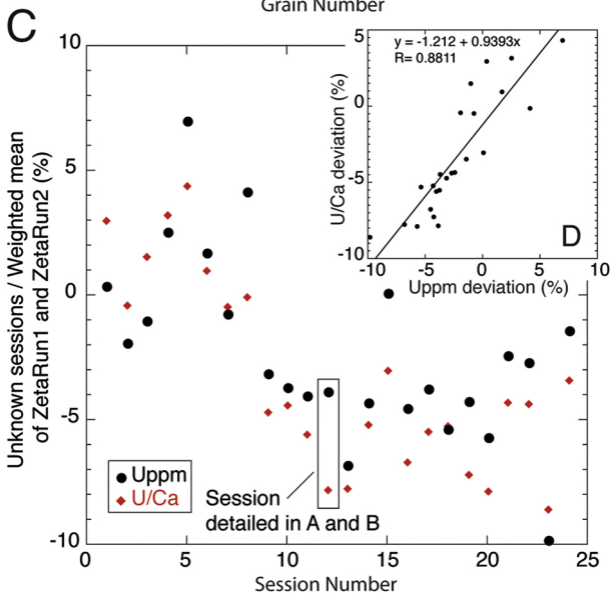 Grain Number
C
10
5
0
-5
-10
0
5
10
15
20
25
Unknown sessions / Weighted mean
of ZetaRun1 and ZetaRun2 (%)
Session Number
Uppm
U/Ca
Session
detailed in A and B
y = -1.212 + 0.9393x
R= 0.8811
5
0
-5
-10
U/Ca deviation (%)
D
-10
-5
0
5
10
Uppm deviation (%)